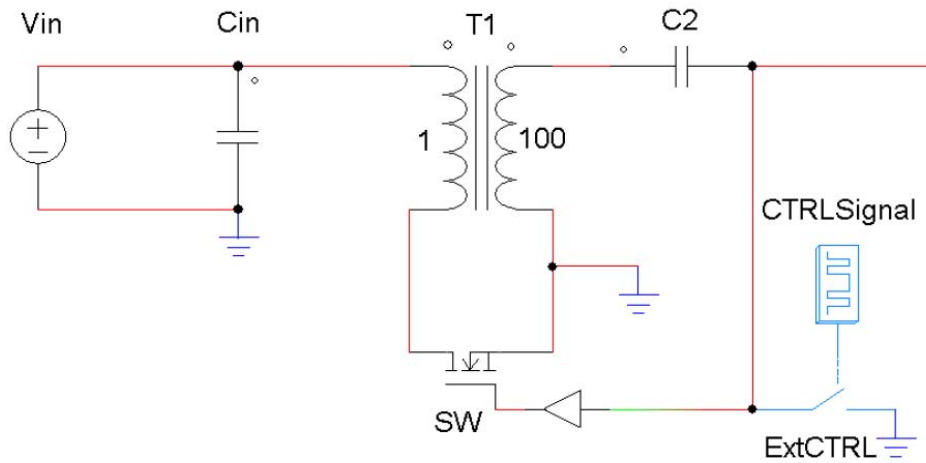 Vin
Cin
T1
C2
1
100
CTRLSignal
SW
ExtCTRL